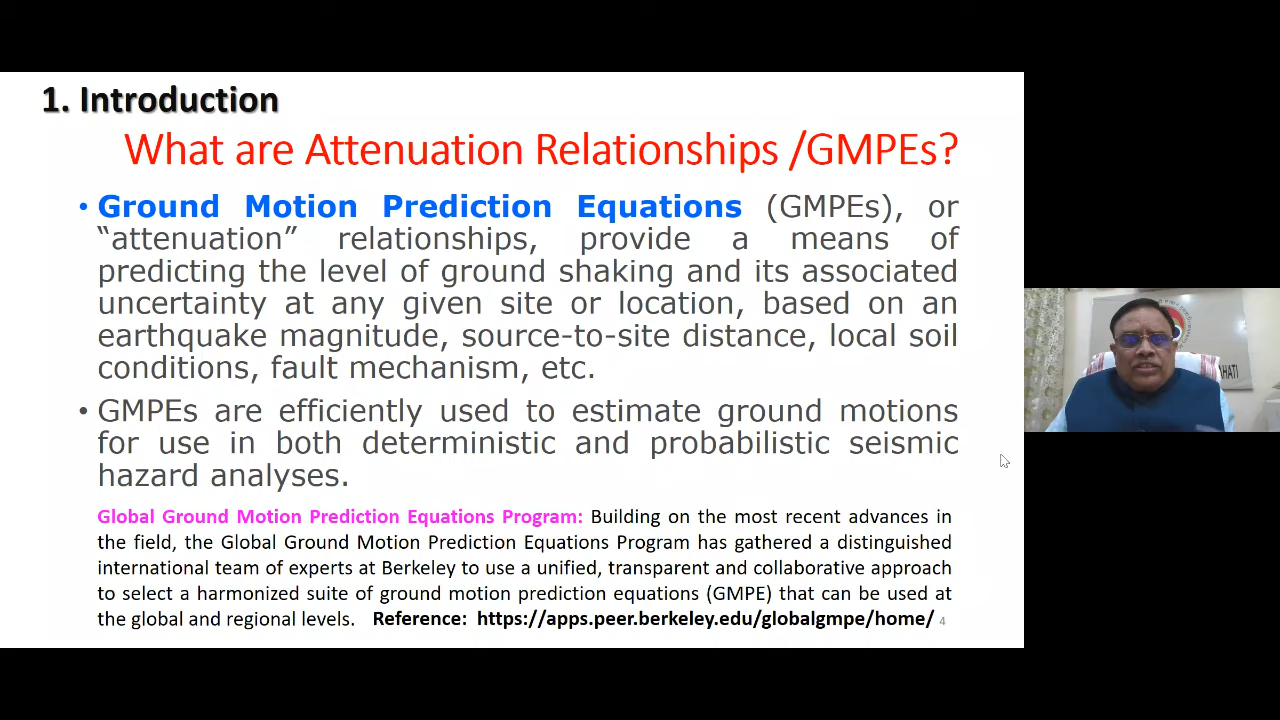 1. Introduction
What are Attenuation Relationships /GMPEs?
• Ground Motion Prediction Equations (GMPEs), or
“attenuation” relationships, provide a means of
predicting the level of ground shaking and its associated
uncertainty at any given site or location, based on an
earthquake magnitude, source-to-site distance, local soil
conditions, fault mechanism, etc.
• GMPEs are efficiently used to estimate ground motions
for use in both deterministic and probabilistic seismic
hazard analyses.
Global Ground Motion Prediction Equations Program: Building on the most recent advances in
the field, the Global Ground Motion Prediction Equations Program has gathered a distinguished
international team of experts at Berkeley to use a unified, transparent and collaborative approach
to select a harmonized suite of ground motion prediction equations (GMPE) that can be used at
the global and regional levels. Reference: https://apps.peer.berkeley.edu/globalgmpe/home/ 4
HATI